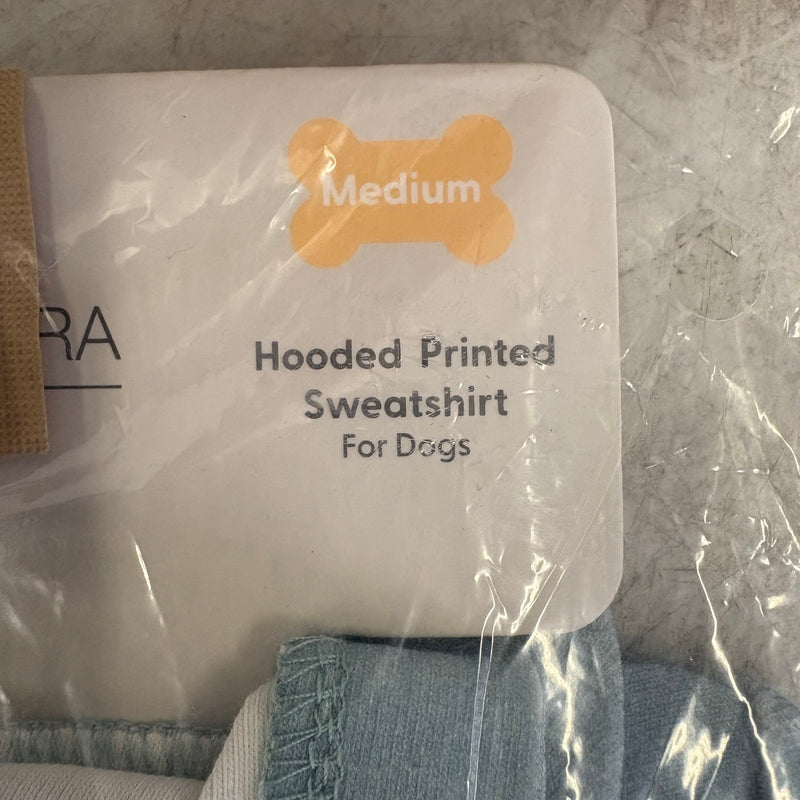 Medium
RA
Hooded Printed
Sweatshirt
For Dogs